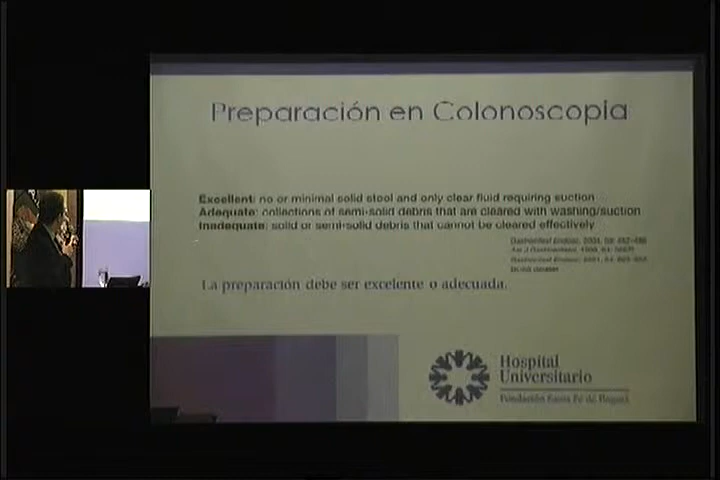 Preparación en Colonoscopia
Excellent: no or minimal solid stool and only clear fluid requiring suction
Adequate: collections of semi-solid debris that are cleared with washing/suction
Inadequate: solid or semi-solid debris that cannot be cleared effectively
La preparación debe ser excelente o adecuada.
Hospital
Universitario
Fundación Santa Fe de Bogotá